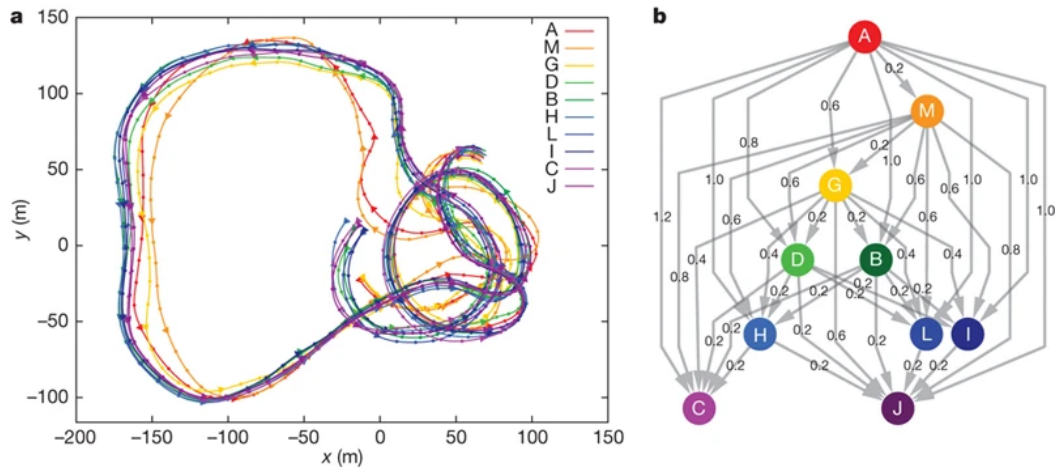 a
150
100
50
0
−50
−100
y (m)
−200 −150 −100 −50 0 50 100 150
x (m)
A
M
G
D
B
H
L
I
C
J
b
A
0.2
M
0.6
0.8 0.2 1.0
1.0 0.6 0.6 0.6 1.0 1.0
G
1.2 0.6 0.2 0.2 0.6 1.0
0.4 0.4 0.4 0.4 0.8
D B
0.8 0.2 0.2 0.2 0.2 0.2 0.2
H L I
0.2 0.2 0.2 0.6 0.2
0.2 0.2 0.2 0.2
C J